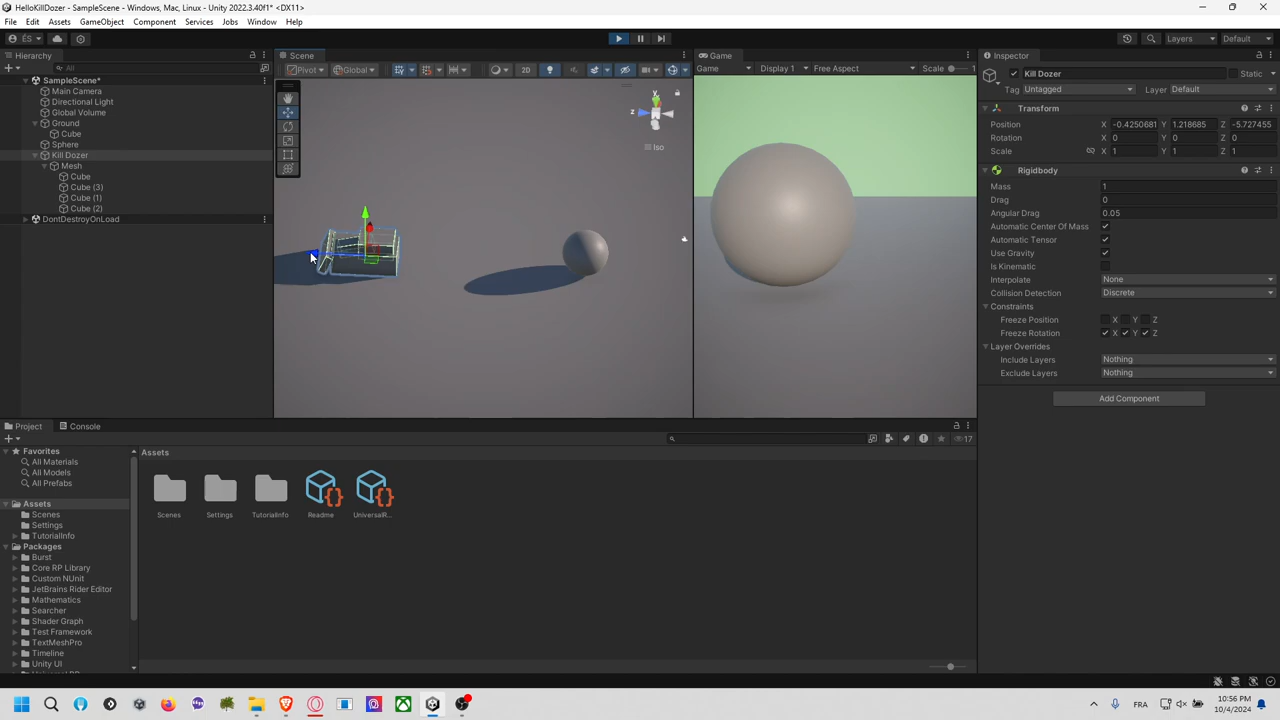 HelloKillDozer - SampleScene - Windows, Mac, Linux - Unity 2022.3.40f1* <DX11>
File Edit Assets GameObject Component Services Jobs Window Help
ÉS
Layers Default
Hierarchy
All
SampleScene*
Main Camera
Directional Light
Global Volume
Ground
Cube
Sphere
Kill Dozer
Mesh
Cube
Cube (3)
Cube (1)
Cube (2)
DontDestroyOnLoad
Scene
Pivot Global 2D
y
z
Iso
Game
Game Display 1 Free Aspect Scale
Inspector
Kill Dozer Static
Tag Untagged Layer Default
Transform
Position X -0.4250681 Y 1.218685 Z -5.727455
Rotation X 0 Y 0 Z 0
Scale X 1 Y 1 Z 1
Rigidbody
Mass 1
Drag 0
Angular Drag 0.05
Automatic Center Of Mass
Automatic Tensor
Use Gravity
Is Kinematic
Interpolate None
Collision Detection Discrete
Constraints
Freeze Position X Y Z
Freeze Rotation X Y Z
Layer Overrides
Include Layers Nothing
Exclude Layers Nothing
Add Component
Project Console
17
Favorites
All Materials
All Models
All Prefabs
Assets
Scenes
Settings
TutorialInfo
Packages
Burst
Core RP Library
Custom NUnit
JetBrains Rider Editor
Mathematics
Searcher
Shader Graph
Test Framework
TextMeshPro
Timeline
Unity UI
Assets
Scenes Settings TutorialInfo Readme UniversalR...
FR
10:56 PM
10/4/2024